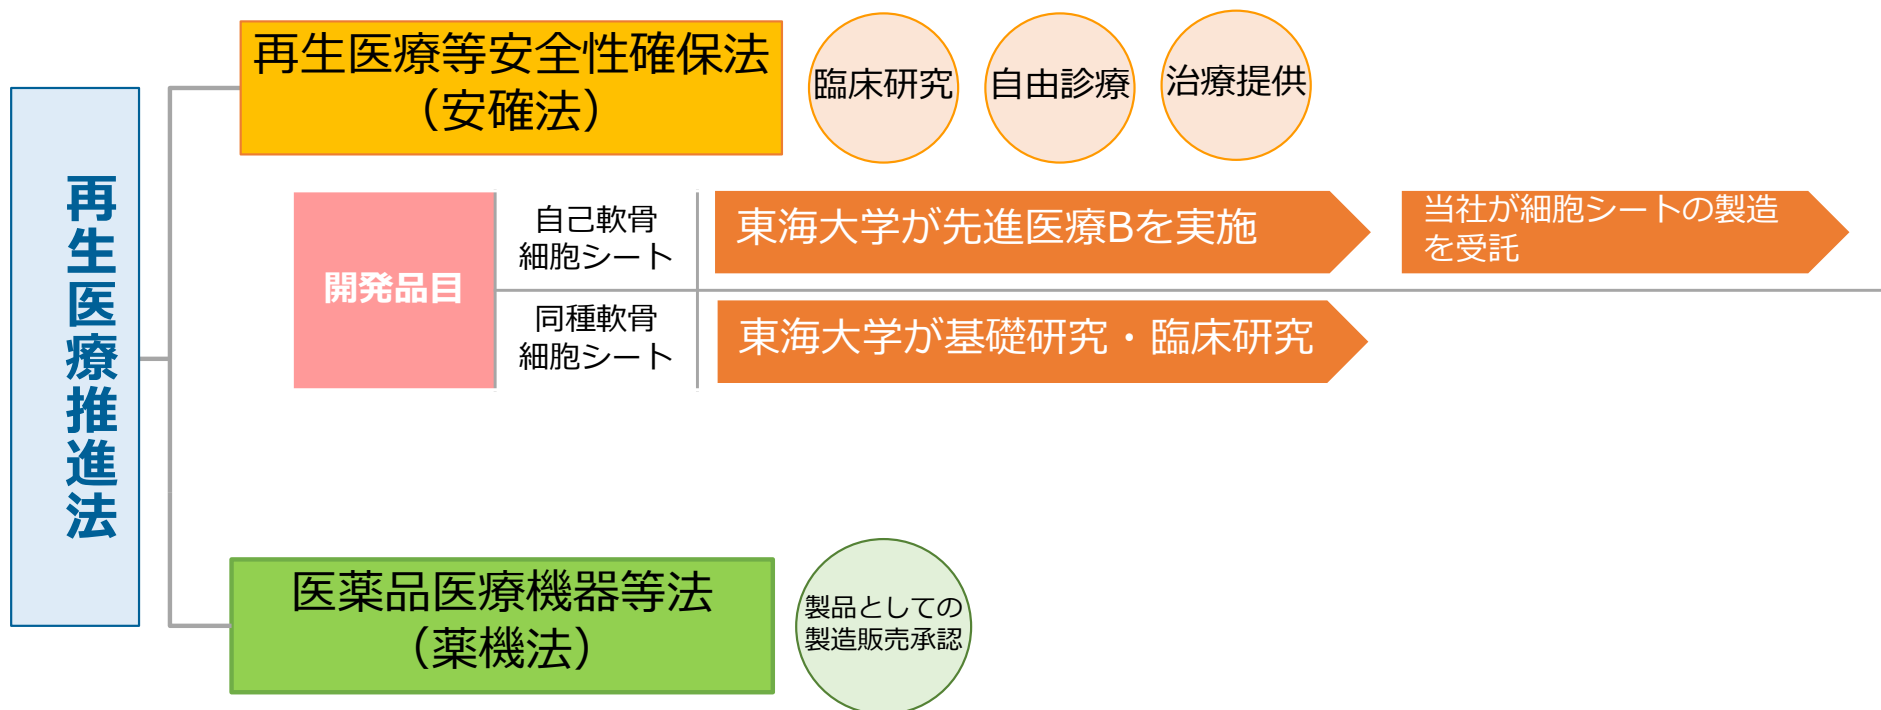 再生医療推進法
再生医療等安全性確保法
（安確法）
臨床研究
自由診療
治療提供
開発品目
自己軟骨
細胞シート
東海大学が先進医療Bを実施
当社が細胞シートの製造
を受託
同種軟骨
細胞シート
東海大学が基礎研究・臨床研究
医薬品医療機器等法
（薬機法）
製品としての
製造販売承認